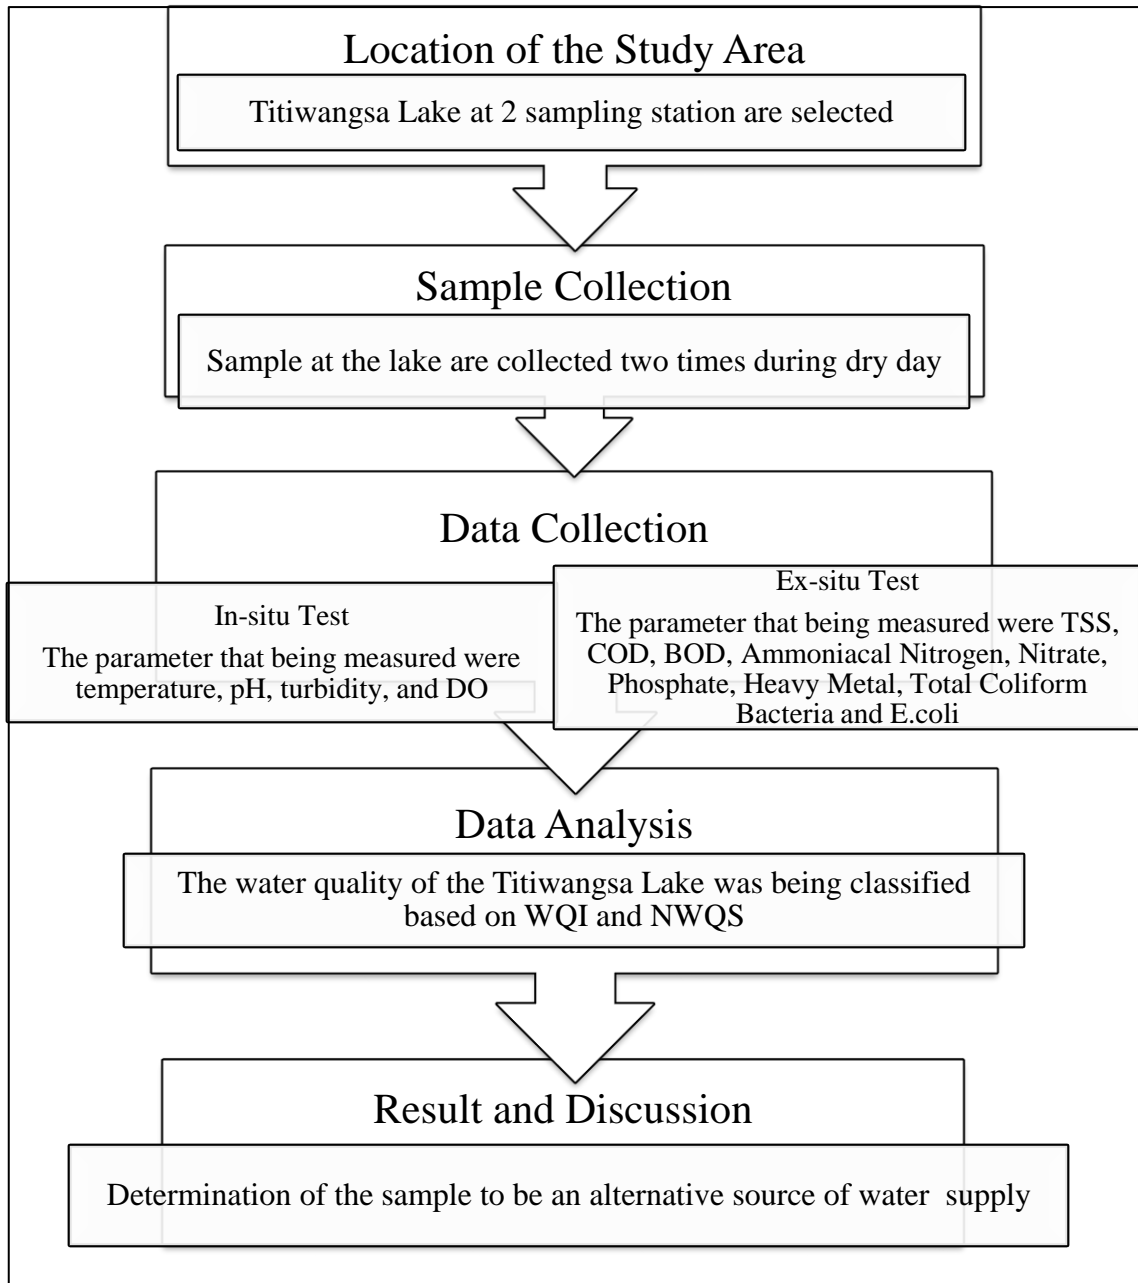 Location of the Study Area
Titiwangsa Lake at 2 sampling station are selected
Sample Collection
Sample at the lake are collected two times during dry day
Data Collection
In-situ Test
The parameter that being measured were
temperature, pH, turbidity, and DO
Ex-situ Test
The parameter that being measured were TSS,
COD, BOD, Ammoniacal Nitrogen, Nitrate,
Phosphate, Heavy Metal, Total Coliform
Bacteria and E.coli
Data Analysis
The water quality of the Titiwangsa Lake was being classified
based on WQI and NWQS
Result and Discussion
Determination of the sample to be an alternative source of water supply